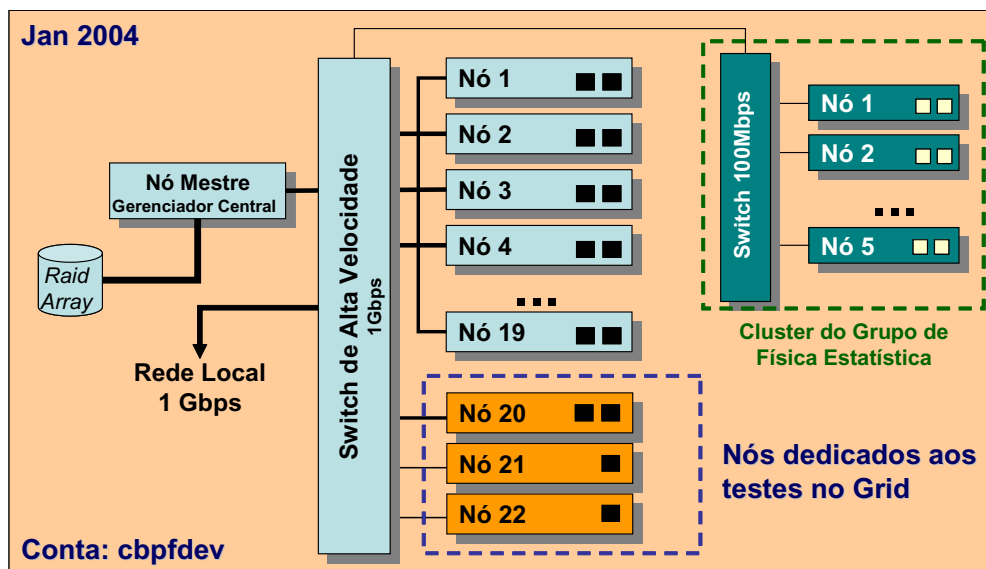 Jan 2004
Nó Mestre
Gerenciador Central
Raid
Array
Rede Local
1 Gbps
Switch de Alta Velocidade
1Gbps
Nó 1
Nó 2
Nó 3
Nó 4
...
Nó 19
Nó 20
Nó 21
Nó 22
Switch 100Mbps
Nó 1
Nó 2
...
Nó 5
Cluster do Grupo de
Física Estatística
Nós dedicados aos
testes no Grid
Conta: cbpfdev